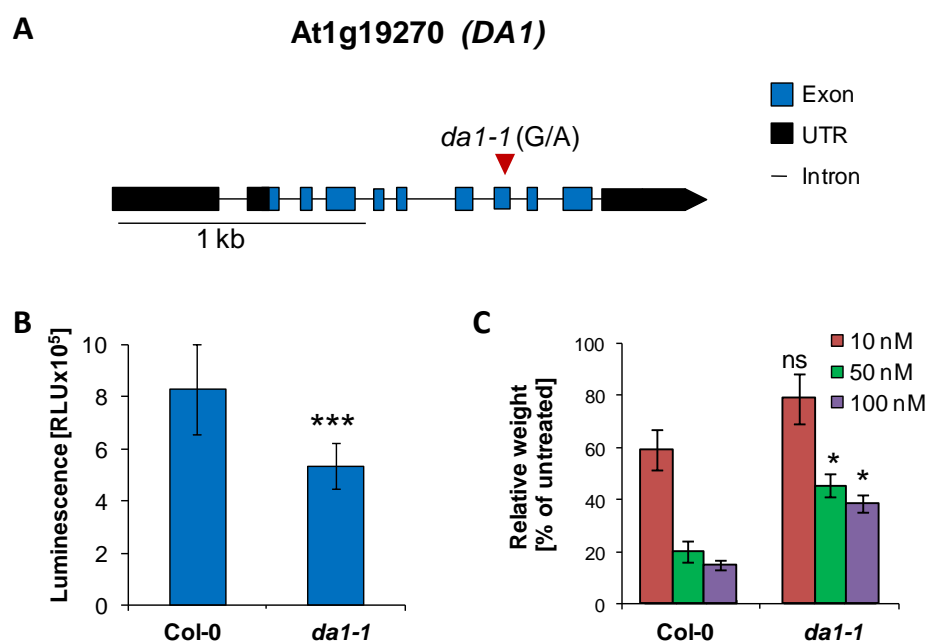 A
At1g19270 (DA1)
Exon
UTR
Intron
da1-1 (G/A)
1 kb
B
Luminescence [RLUx10⁵]
10
8
6
4
2
0
***
Col-0
da1-1
C
Relative weight
[% of untreated]
100
80
60
40
20
0
10 nM
50 nM
100 nM
ns
*
*
Col-0
da1-1